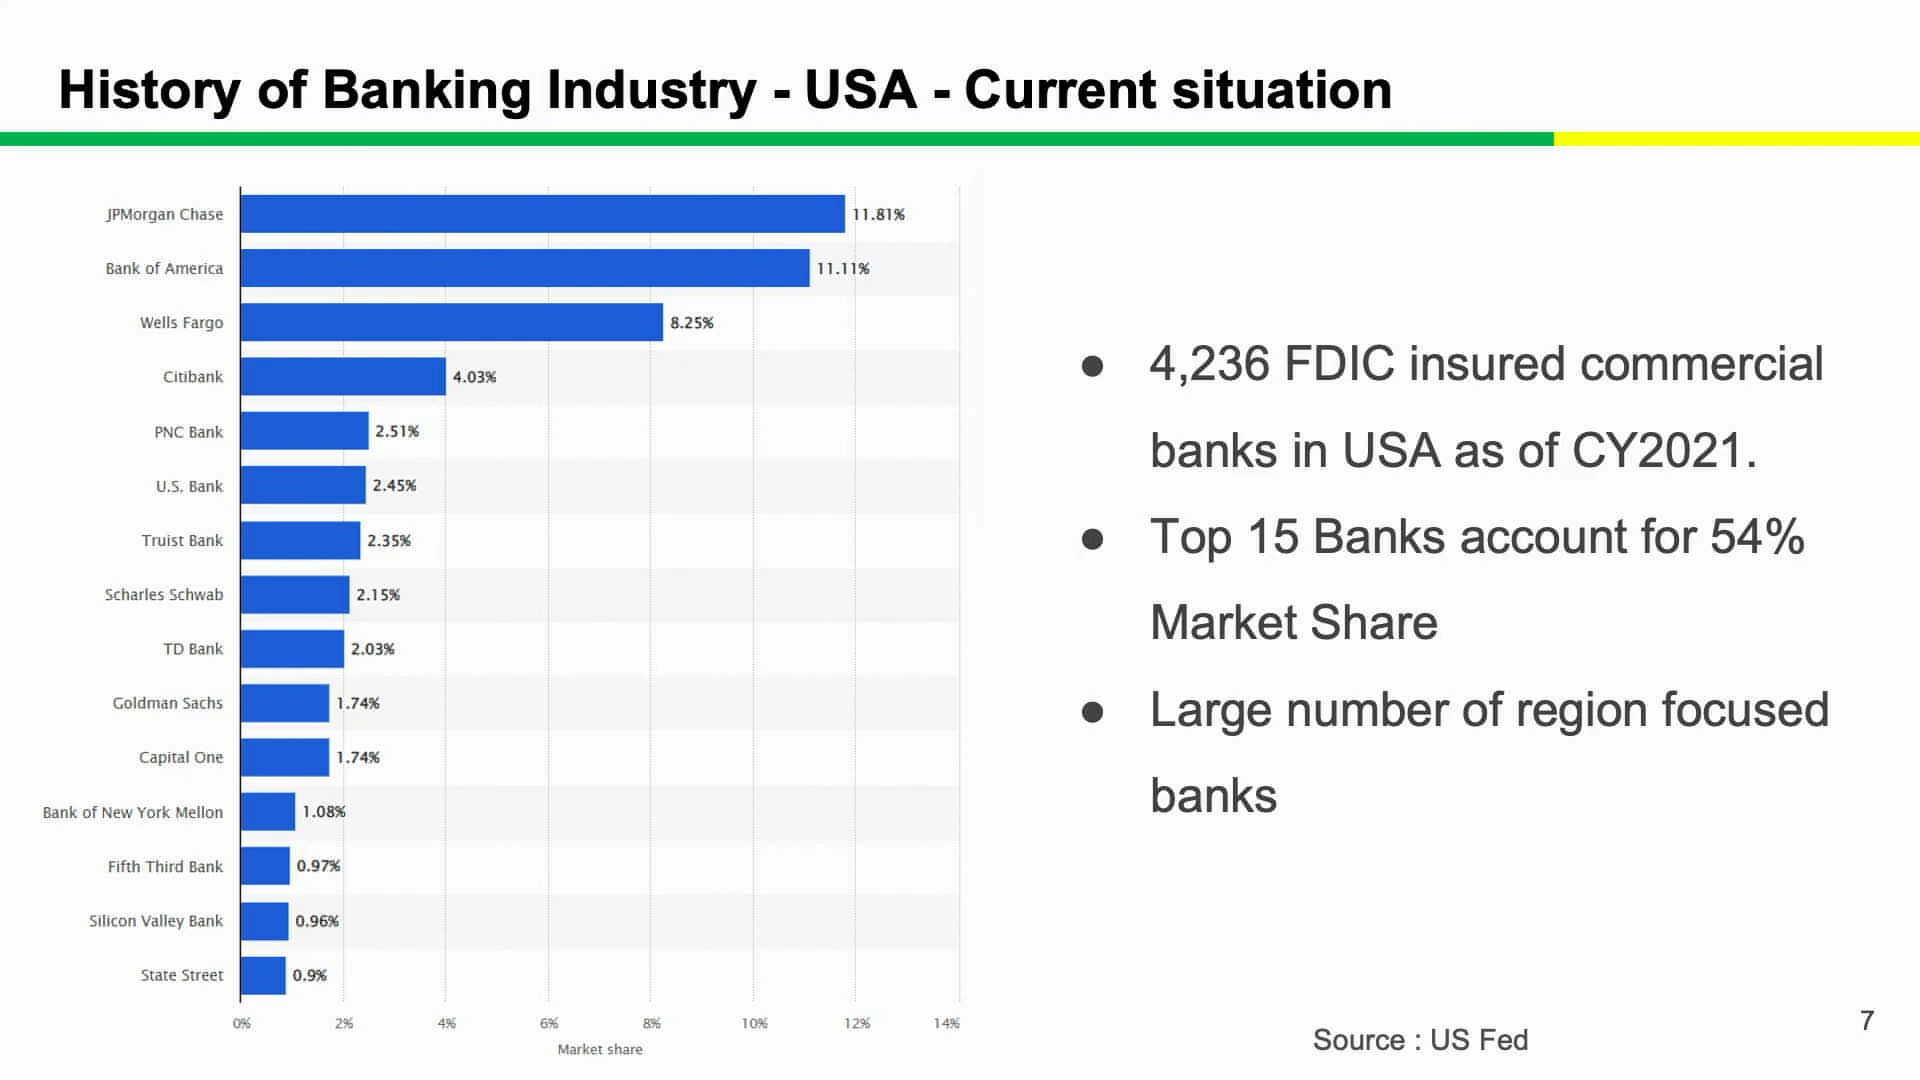 History of Banking Industry - USA - Current situation
JPMorgan Chase 11.81%
Bank of America 11.11%
Wells Fargo 8.25%
Citibank 4.03%
PNC Bank 2.51%
U.S. Bank 2.45%
Truist Bank 2.35%
Scharles Schwab 2.15%
TD Bank 2.03%
Goldman Sachs 1.74%
Capital One 1.74%
Bank of New York Mellon 1.08%
Fifth Third Bank 0.97%
Silicon Valley Bank 0.96%
State Street 0.9%
0% 2% 4% 6% 8% 10% 12% 14%
Market share
● 4,236 FDIC insured commercial
banks in USA as of CY2021.
● Top 15 Banks account for 54%
Market Share
● Large number of region focused
banks
Source : US Fed
7